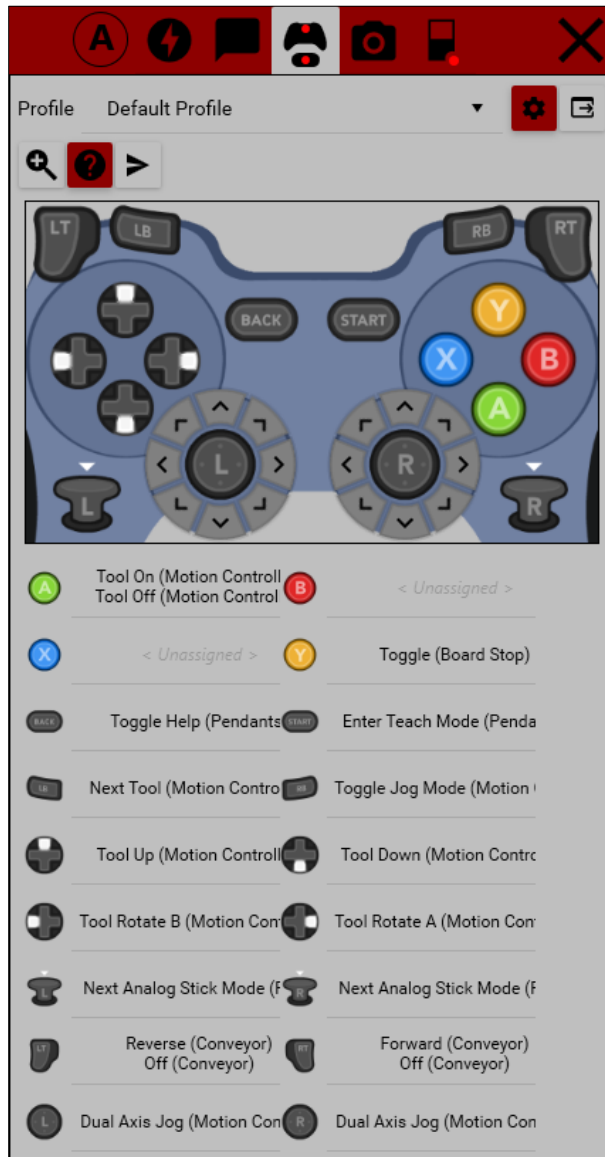 A
Profile Default Profile
LT LB RB RT
BACK START
Y
X B
A
L R
L R
A Tool On (Motion Controll
Tool Off (Motion Control
B < Unassigned >
X < Unassigned > Y Toggle (Board Stop)
BACK Toggle Help (Pendants START Enter Teach Mode (Penda
LB Next Tool (Motion Contro RB Toggle Jog Mode (Motion
Tool Up (Motion Controll Tool Down (Motion Contro
Tool Rotate B (Motion Con Tool Rotate A (Motion Con
L Next Analog Stick Mode (P R Next Analog Stick Mode (P
LT Reverse (Conveyor)
Off (Conveyor)
RT Forward (Conveyor)
Off (Conveyor)
L Dual Axis Jog (Motion Con R Dual Axis Jog (Motion Con